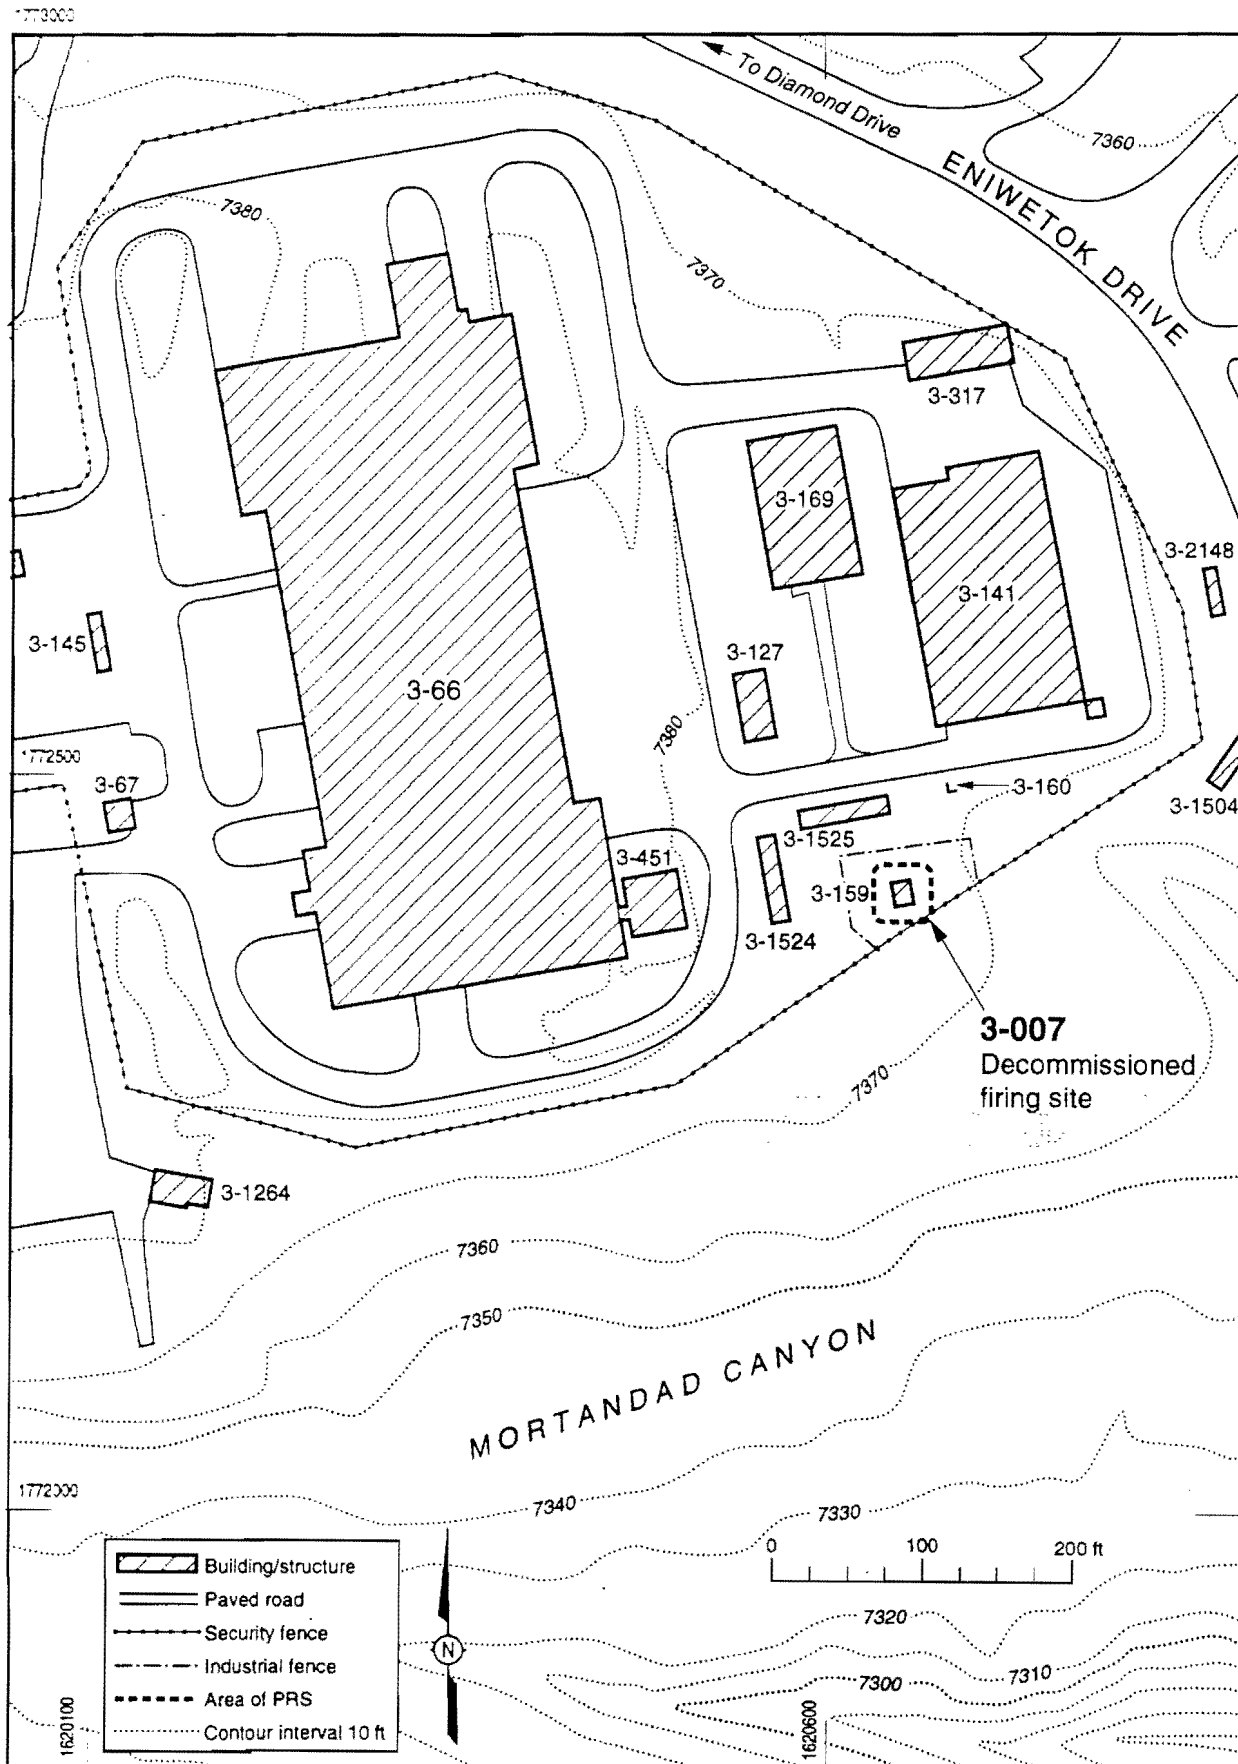 1773000
To Diamond Drive
7360
ENIWETOK DRIVE
7380
7370
3-317
3-169
3-2148
3-141
3-145
3-127
3-66
7380
1772500
3-67
3-160
3-1504
3-1525
3-451
3-159
3-1524
3-007
Decommissioned
firing site
7370
3-1264
7360
7350
MORTANDAD CANYON
1772000
7340
7330
0 100 200 ft
Building/structure
Paved road
Security fence
Industrial fence
Area of PRS
Contour interval 10 ft
N
7320
7310
7300
1620100
1620600